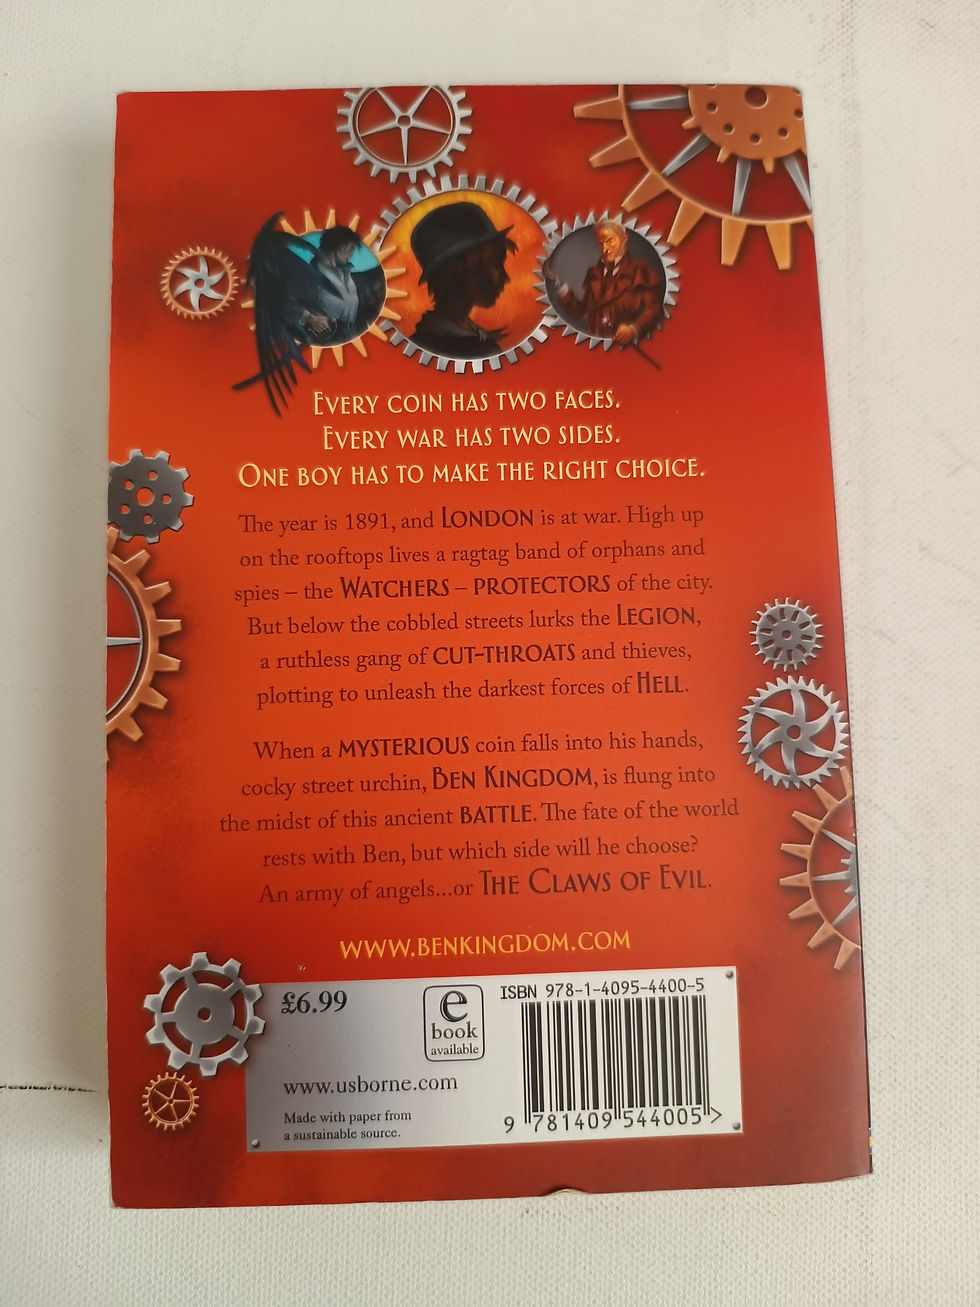 Every coin has two faces.
Every war has two sides.
One boy has to make the right choice.
The year is 1891, and London is at war. High up
on the rooftops lives a ragtag band of orphans and
spies – the Watchers – protectors of the city.
But below the cobbled streets lurks the Legion,
a ruthless gang of cut-throats and thieves,
plotting to unleash the darkest forces of Hell.
When a mysterious coin falls into his hands,
cocky street urchin, Ben Kingdom, is flung into
the midst of this ancient battle. The fate of the world
rests with Ben, but which side will he choose?
An army of angels...or The Claws of Evil.
www.benkingdom.com
£6.99
e
book
available
www.usborne.com
Made with paper from
a sustainable source.
ISBN 978-1-4095-4400-5
9 781409 544005 >